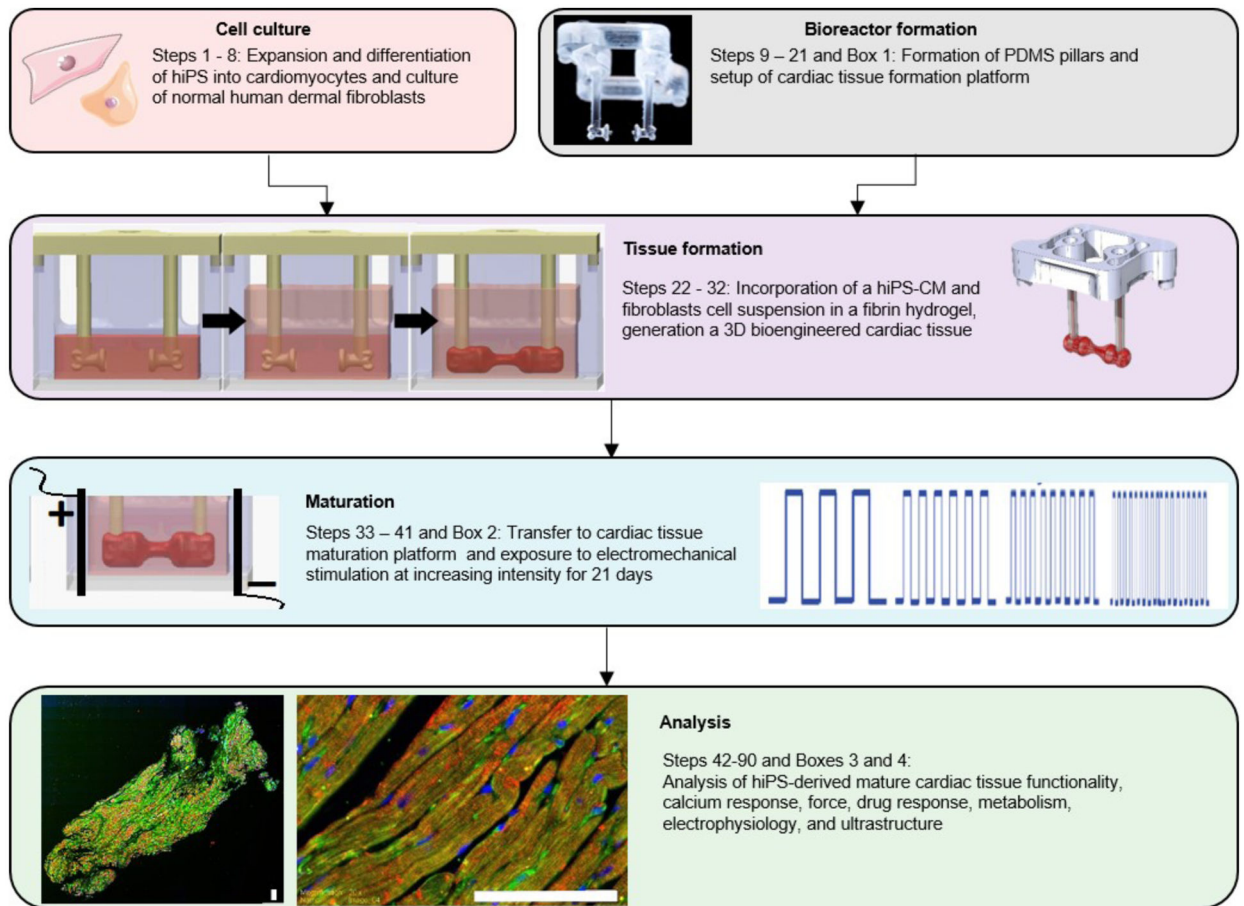 Cell culture
Steps 1 - 8: Expansion and differentiation
of hiPS into cardiomyocytes and culture
of normal human dermal fibroblasts
Bioreactor formation
Steps 9 – 21 and Box 1: Formation of PDMS pillars and
setup of cardiac tissue formation platform
Tissue formation
Steps 22 - 32: Incorporation of a hiPS-CM and
fibroblasts cell suspension in a fibrin hydrogel,
generation a 3D bioengineered cardiac tissue
+
Maturation
Steps 33 – 41 and Box 2: Transfer to cardiac tissue
maturation platform and exposure to electromechanical
stimulation at increasing intensity for 21 days
–
Analysis
Steps 42-90 and Boxes 3 and 4:
Analysis of hiPS-derived mature cardiac tissue functionality,
calcium response, force, drug response, metabolism,
electrophysiology, and ultrastructure